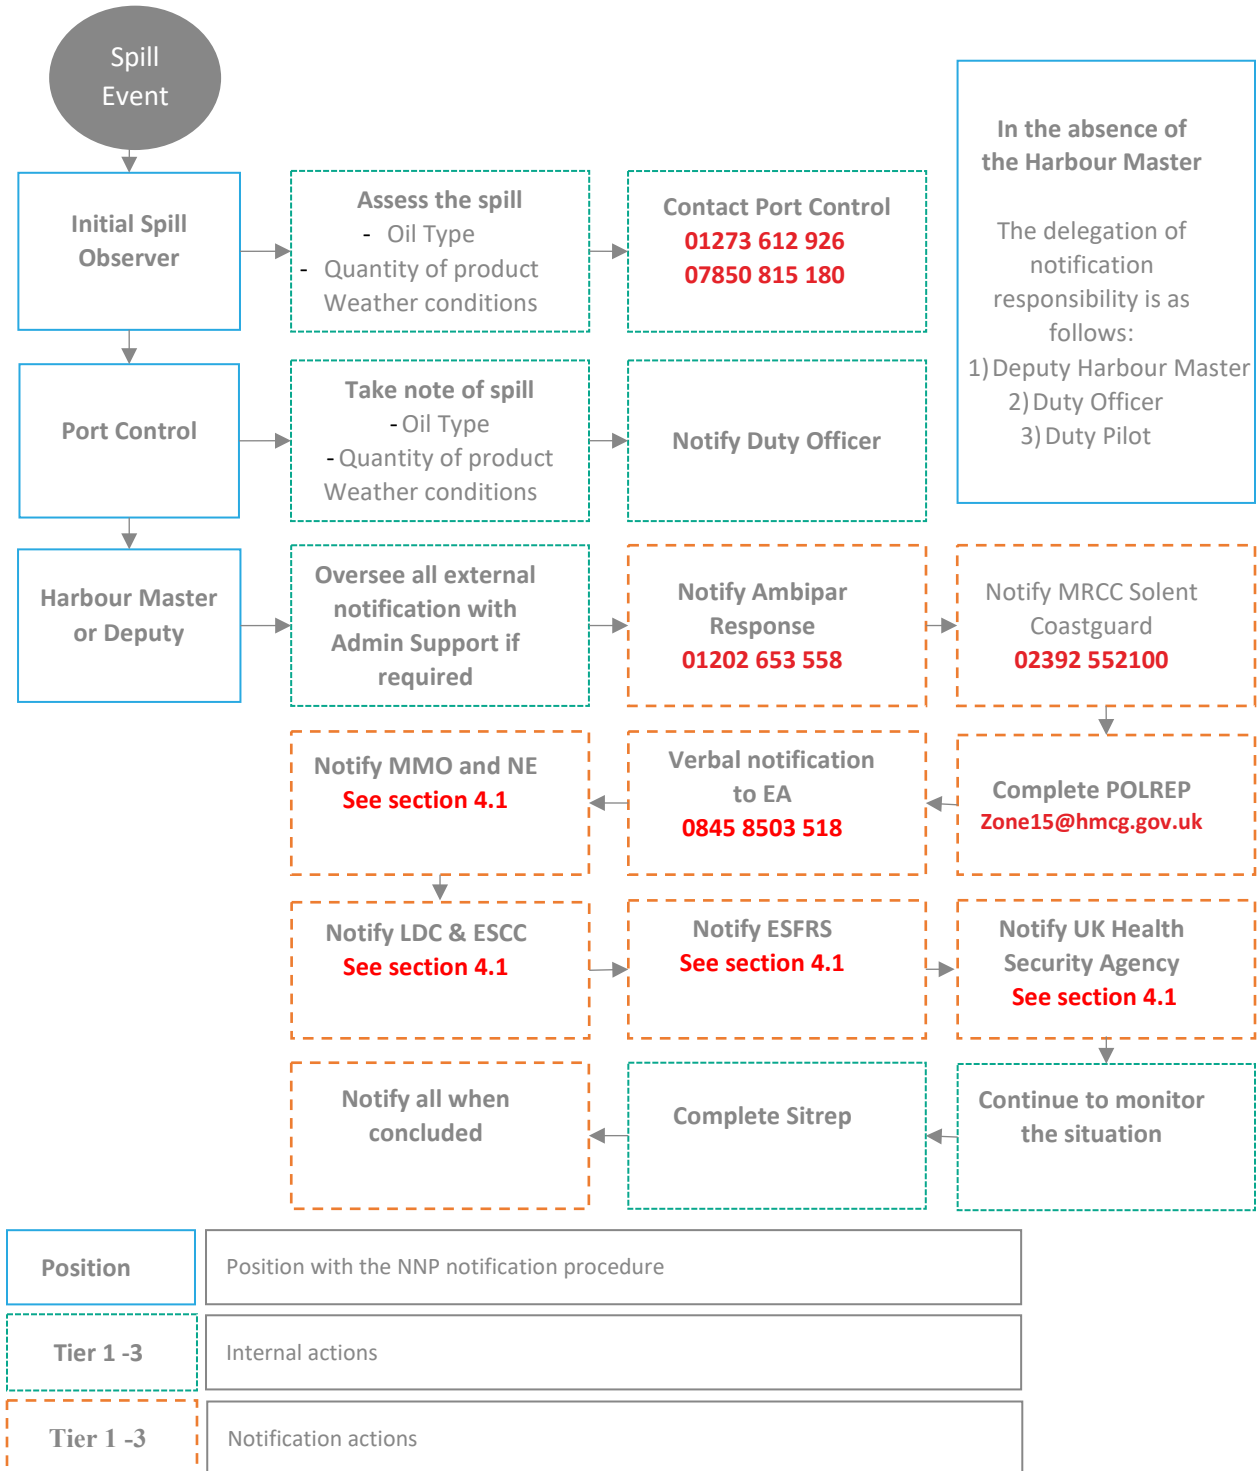 Spill
Event
In the absence of
the Harbour Master
The delegation of
notification
responsibility is as
follows:
1) Deputy Harbour Master
2) Duty Officer
3) Duty Pilot
Initial Spill
Observer
Assess the spill
- Oil Type
- Quantity of product
Weather conditions
Contact Port Control
01273 612 926
07850 815 180
Port Control
Take note of spill
- Oil Type
- Quantity of product
Weather conditions
Notify Duty Officer
Harbour Master
or Deputy
Oversee all external
notification with
Admin Support if
required
Notify Ambipar
Response
01202 653 558
Notify MRCC Solent
Coastguard
02392 552100
Complete POLREP
Zone15@hmcg.gov.uk
Verbal notification
to EA
0845 8503 518
Notify MMO and NE
See section 4.1
Notify LDC & ESCC
See section 4.1
Notify ESFRS
See section 4.1
Notify UK Health
Security Agency
See section 4.1
Continue to monitor
the situation
Complete Sitrep
Notify all when
concluded
Position
Position with the NNP notification procedure
Tier 1 -3
Internal actions
Tier 1 -3
Notification actions